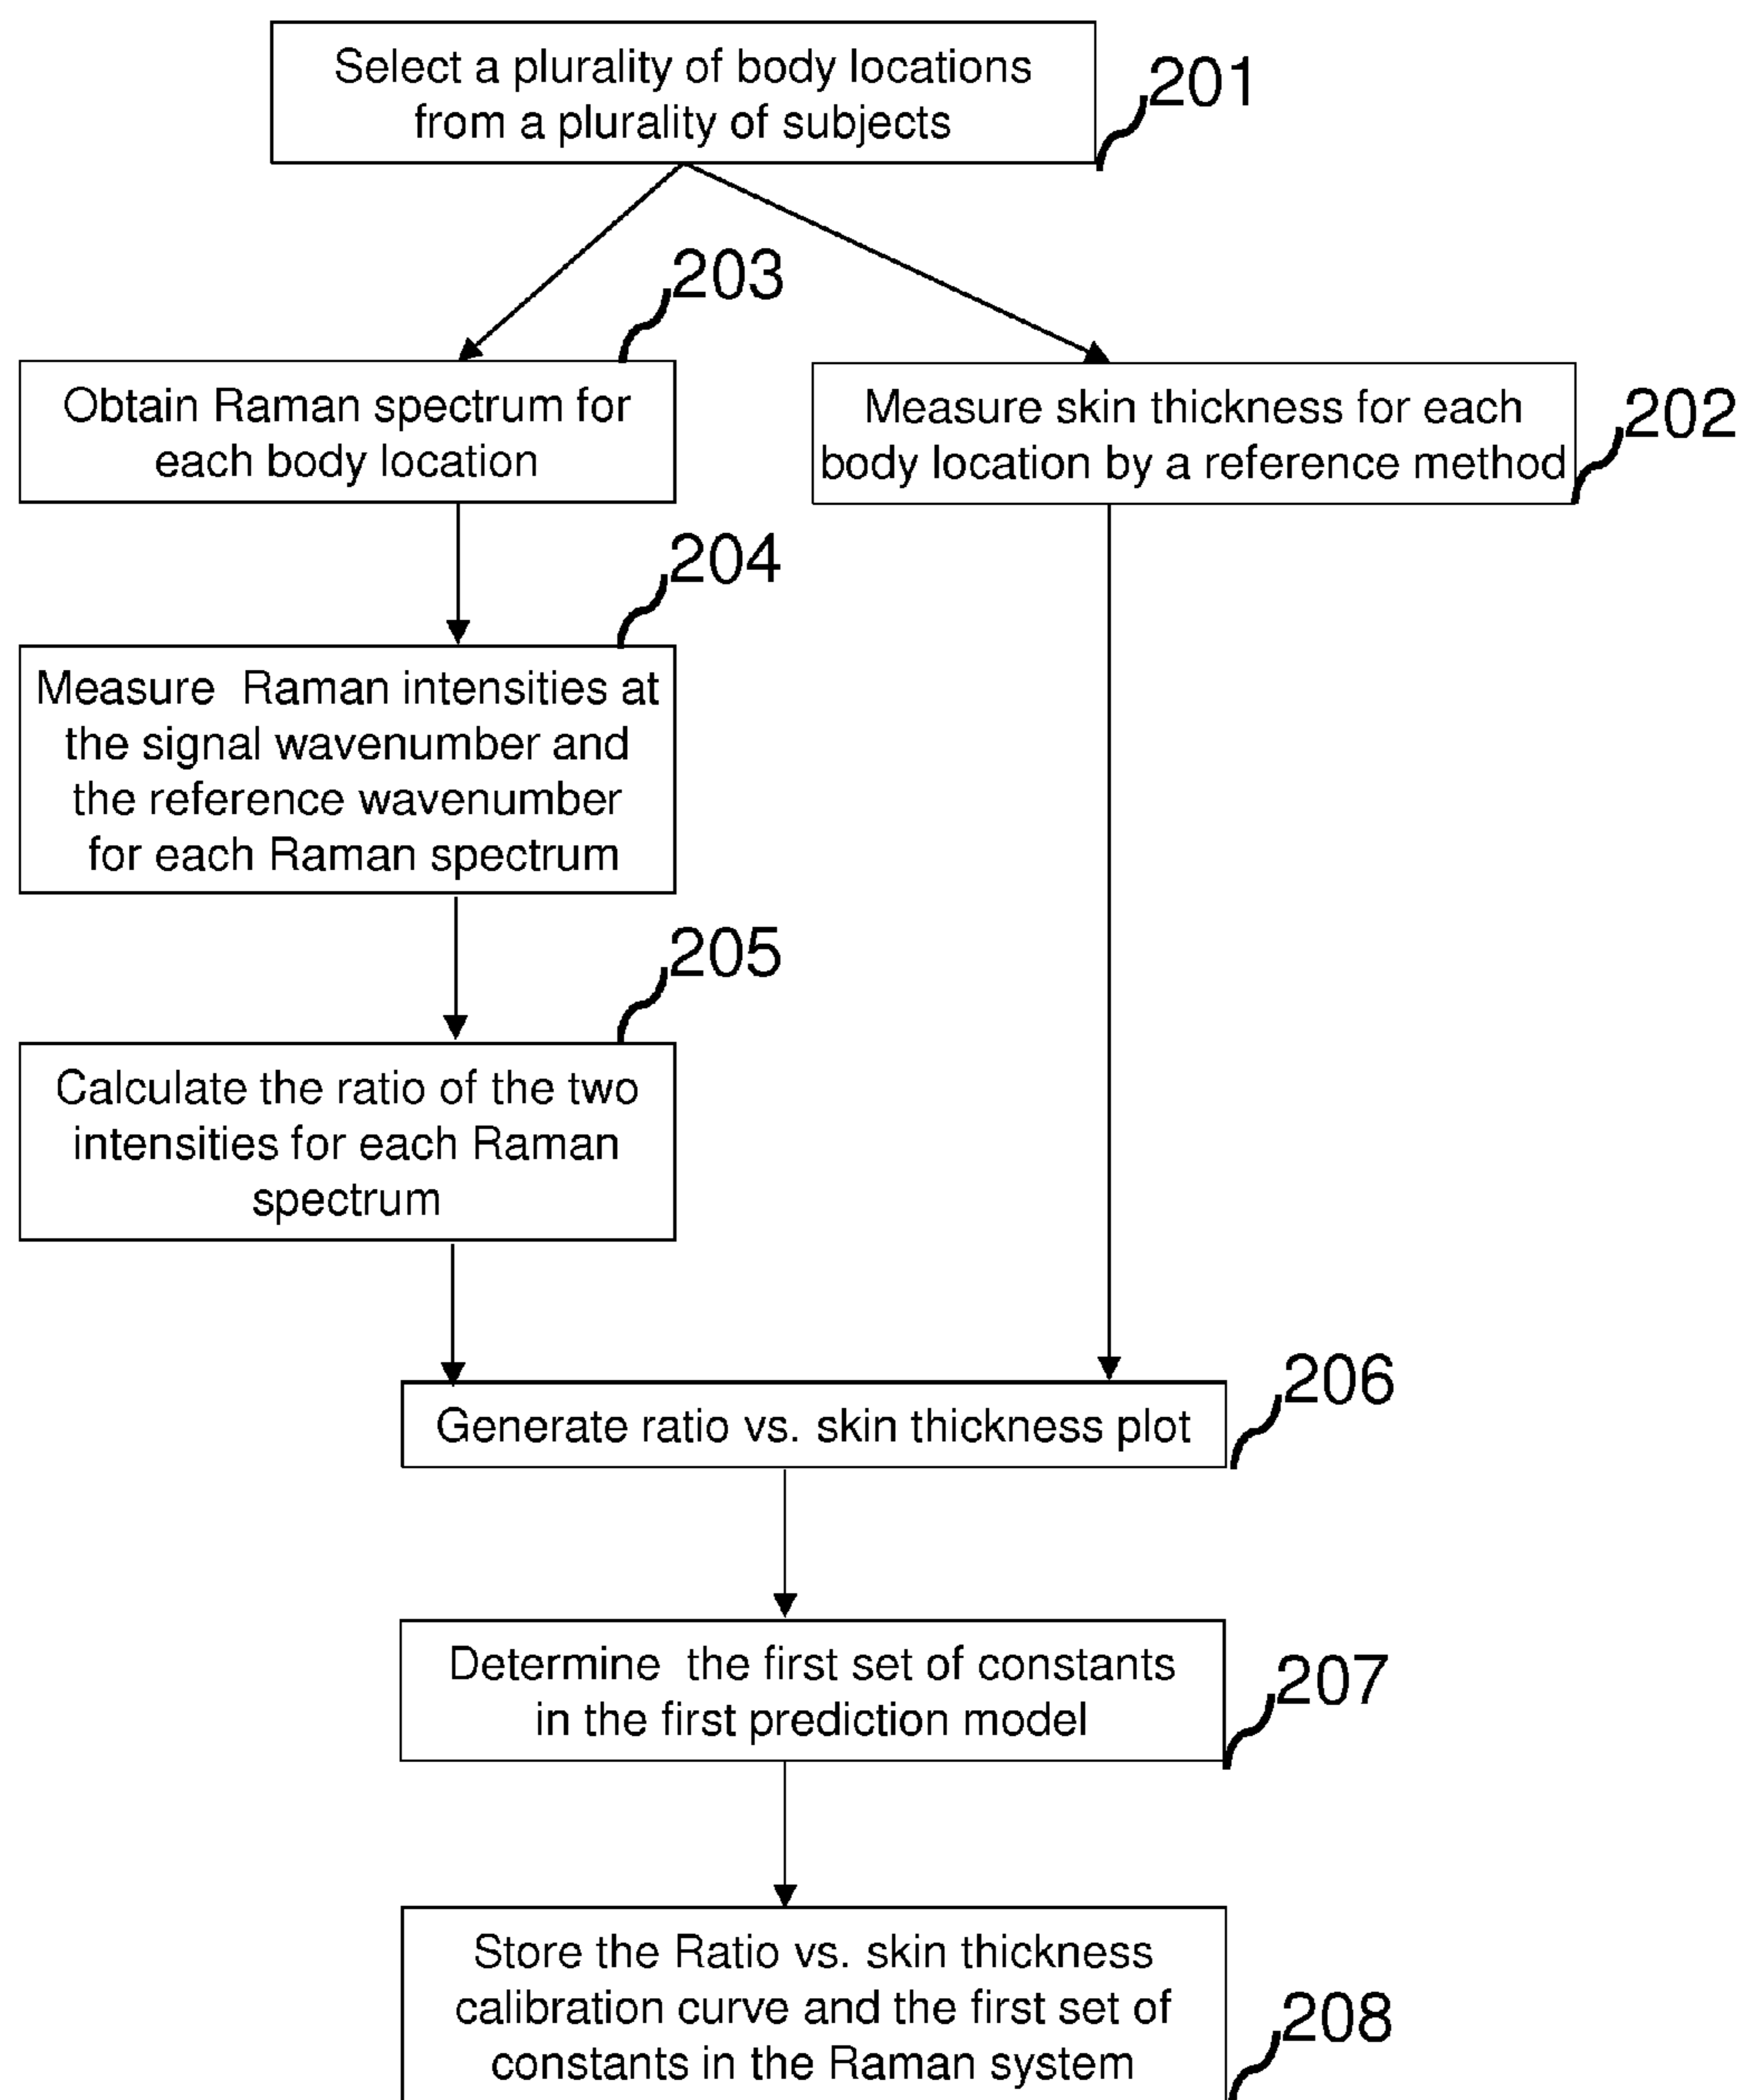 Select a plurality of body locations
from a plurality of subjects
201
203
Obtain Raman spectrum for
each body location
Measure skin thickness for each
body location by a reference method
202
204
Measure Raman intensities at
the signal wavenumber and
the reference wavenumber
for each Raman spectrum
205
Calculate the ratio of the two
intensities for each Raman
spectrum
206
Generate ratio vs. skin thickness plot
Determine the first set of constants
in the first prediction model
207
Store the Ratio vs. skin thickness
calibration curve and the first set of
constants in the Raman system
208